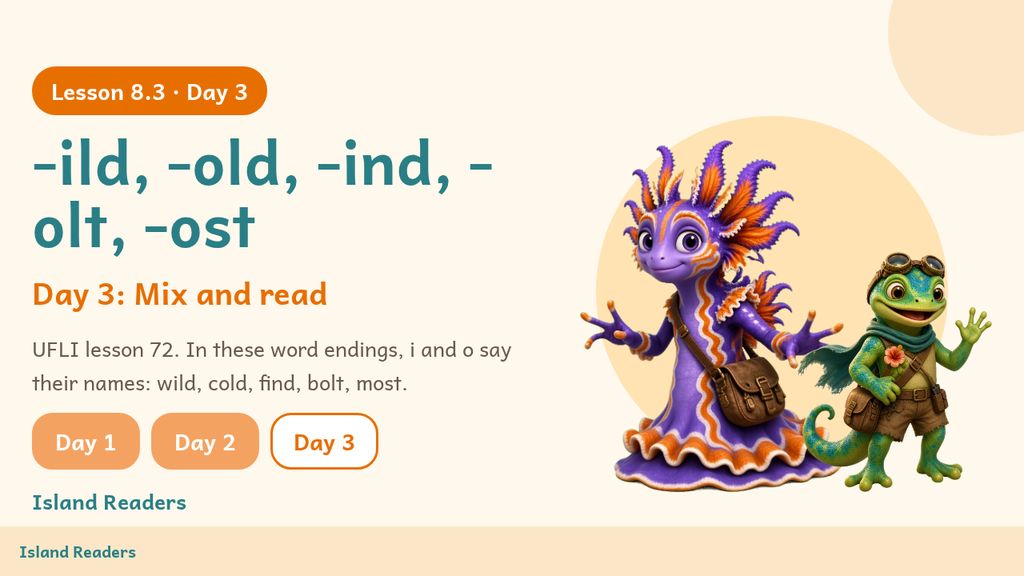 Lesson 8.3 · Day 3
-ild, -old, -ind, -
olt, -ost
Day 3: Mix and read
UFLI lesson 72. In these word endings, i and o say
their names: wild, cold, find, bolt, most.
Day 1
Day 2
Day 3
Island Readers
Island Readers